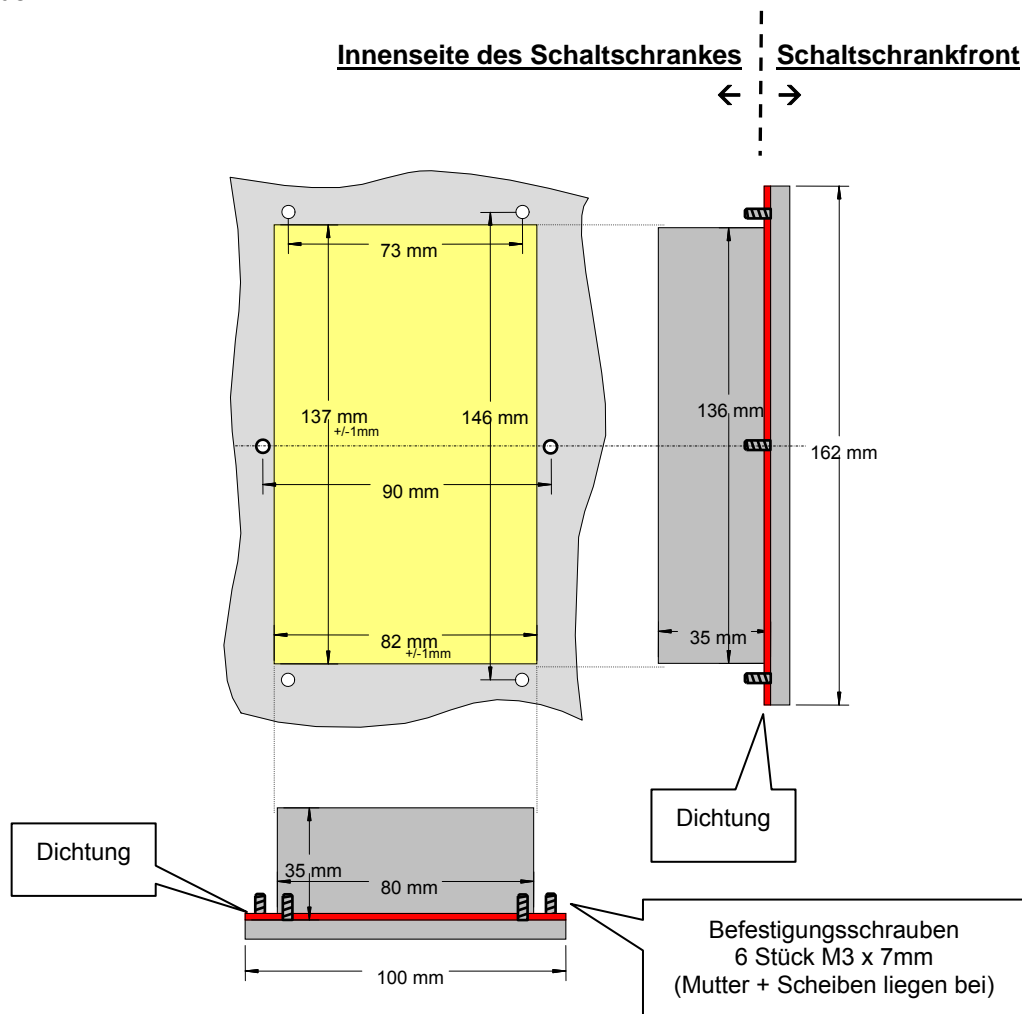 Innenseite des Schaltschrankes
Schaltschrankfront
← →
73 mm
137 mm
+/-1mm
146 mm
136 mm
162 mm
90 mm
82 mm
+/-1mm
35 mm
Dichtung
Dichtung
35 mm
80 mm
100 mm
Befestigungsschrauben
6 Stück M3 x 7mm
(Mutter + Scheiben liegen bei)